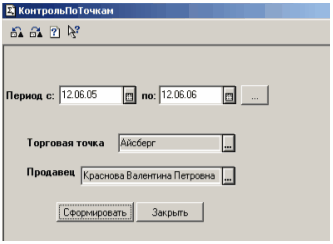 КонтрольПоТочкам
Период с: 12.06.05 по: 12.06.06 ...
Торговая точка Айсберг ...
Продавец Краснова Валентина Петровна ...
Сформировать Закрыть